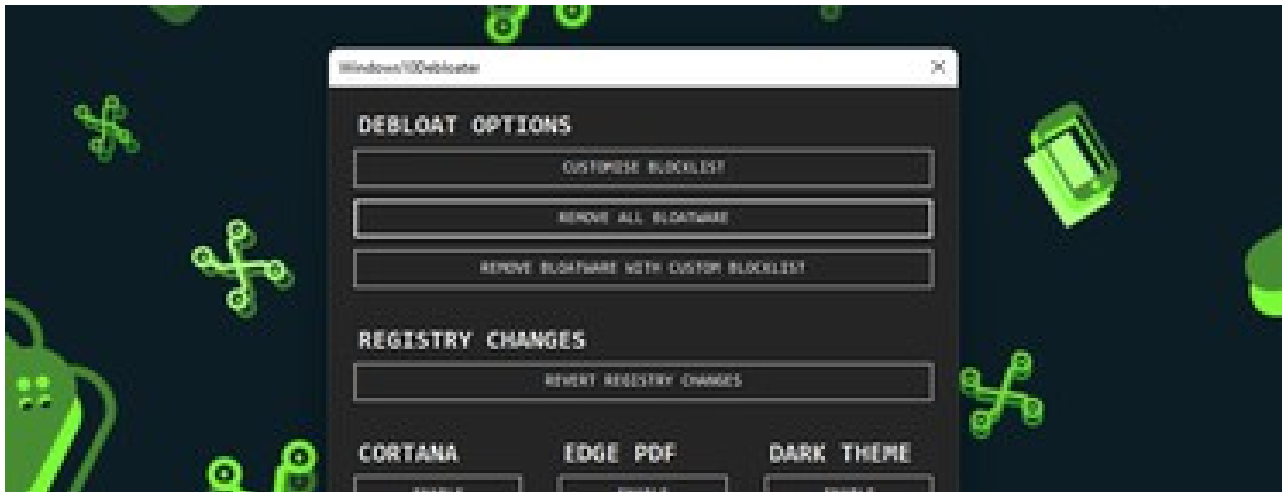 Windows10Debloater
DEBLOAT OPTIONS
CUSTOMISE BLOCKLIST
REMOVE ALL BLOATWARE
REMOVE BLOATWARE WITH CUSTOM BLOCKLIST
REGISTRY CHANGES
REVERT REGISTRY CHANGES
CORTANA EDGE PDF DARK THEME